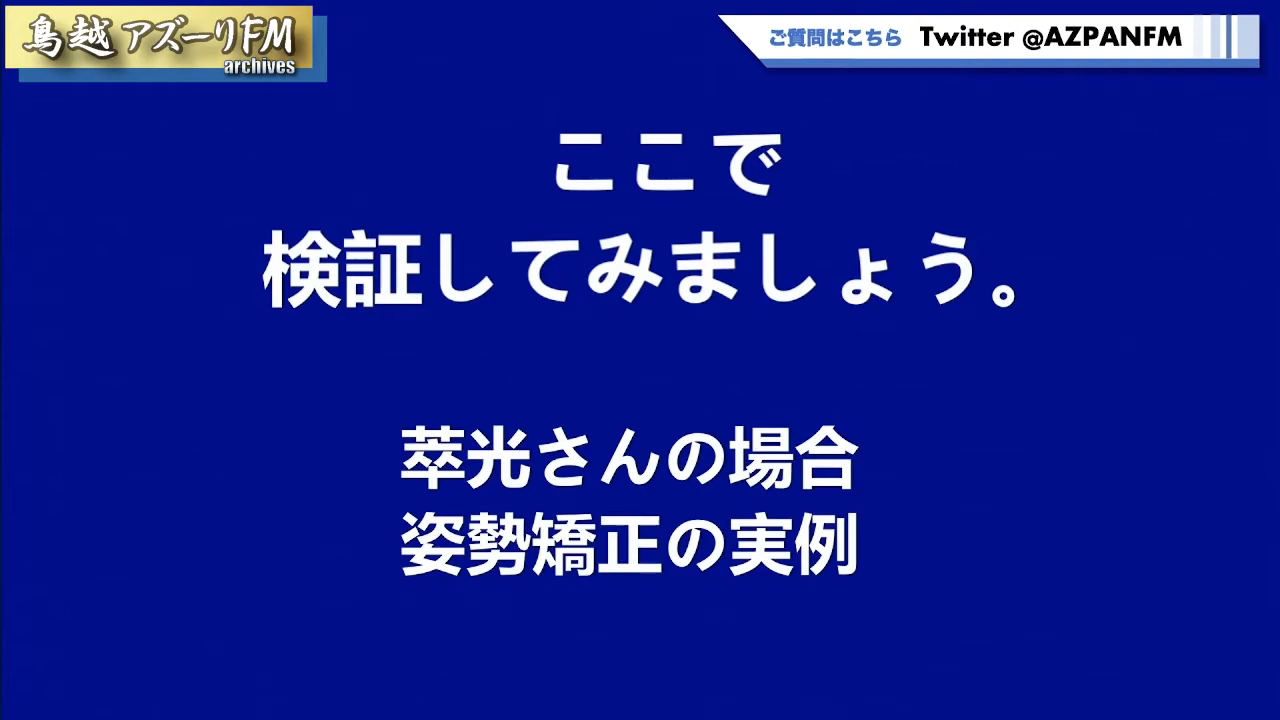 鳥越アズーリFM
archives
ご質問はこちら Twitter @AZPANFM
ここで
検証してみましょう。
萃光さんの場合
姿勢矯正の実例